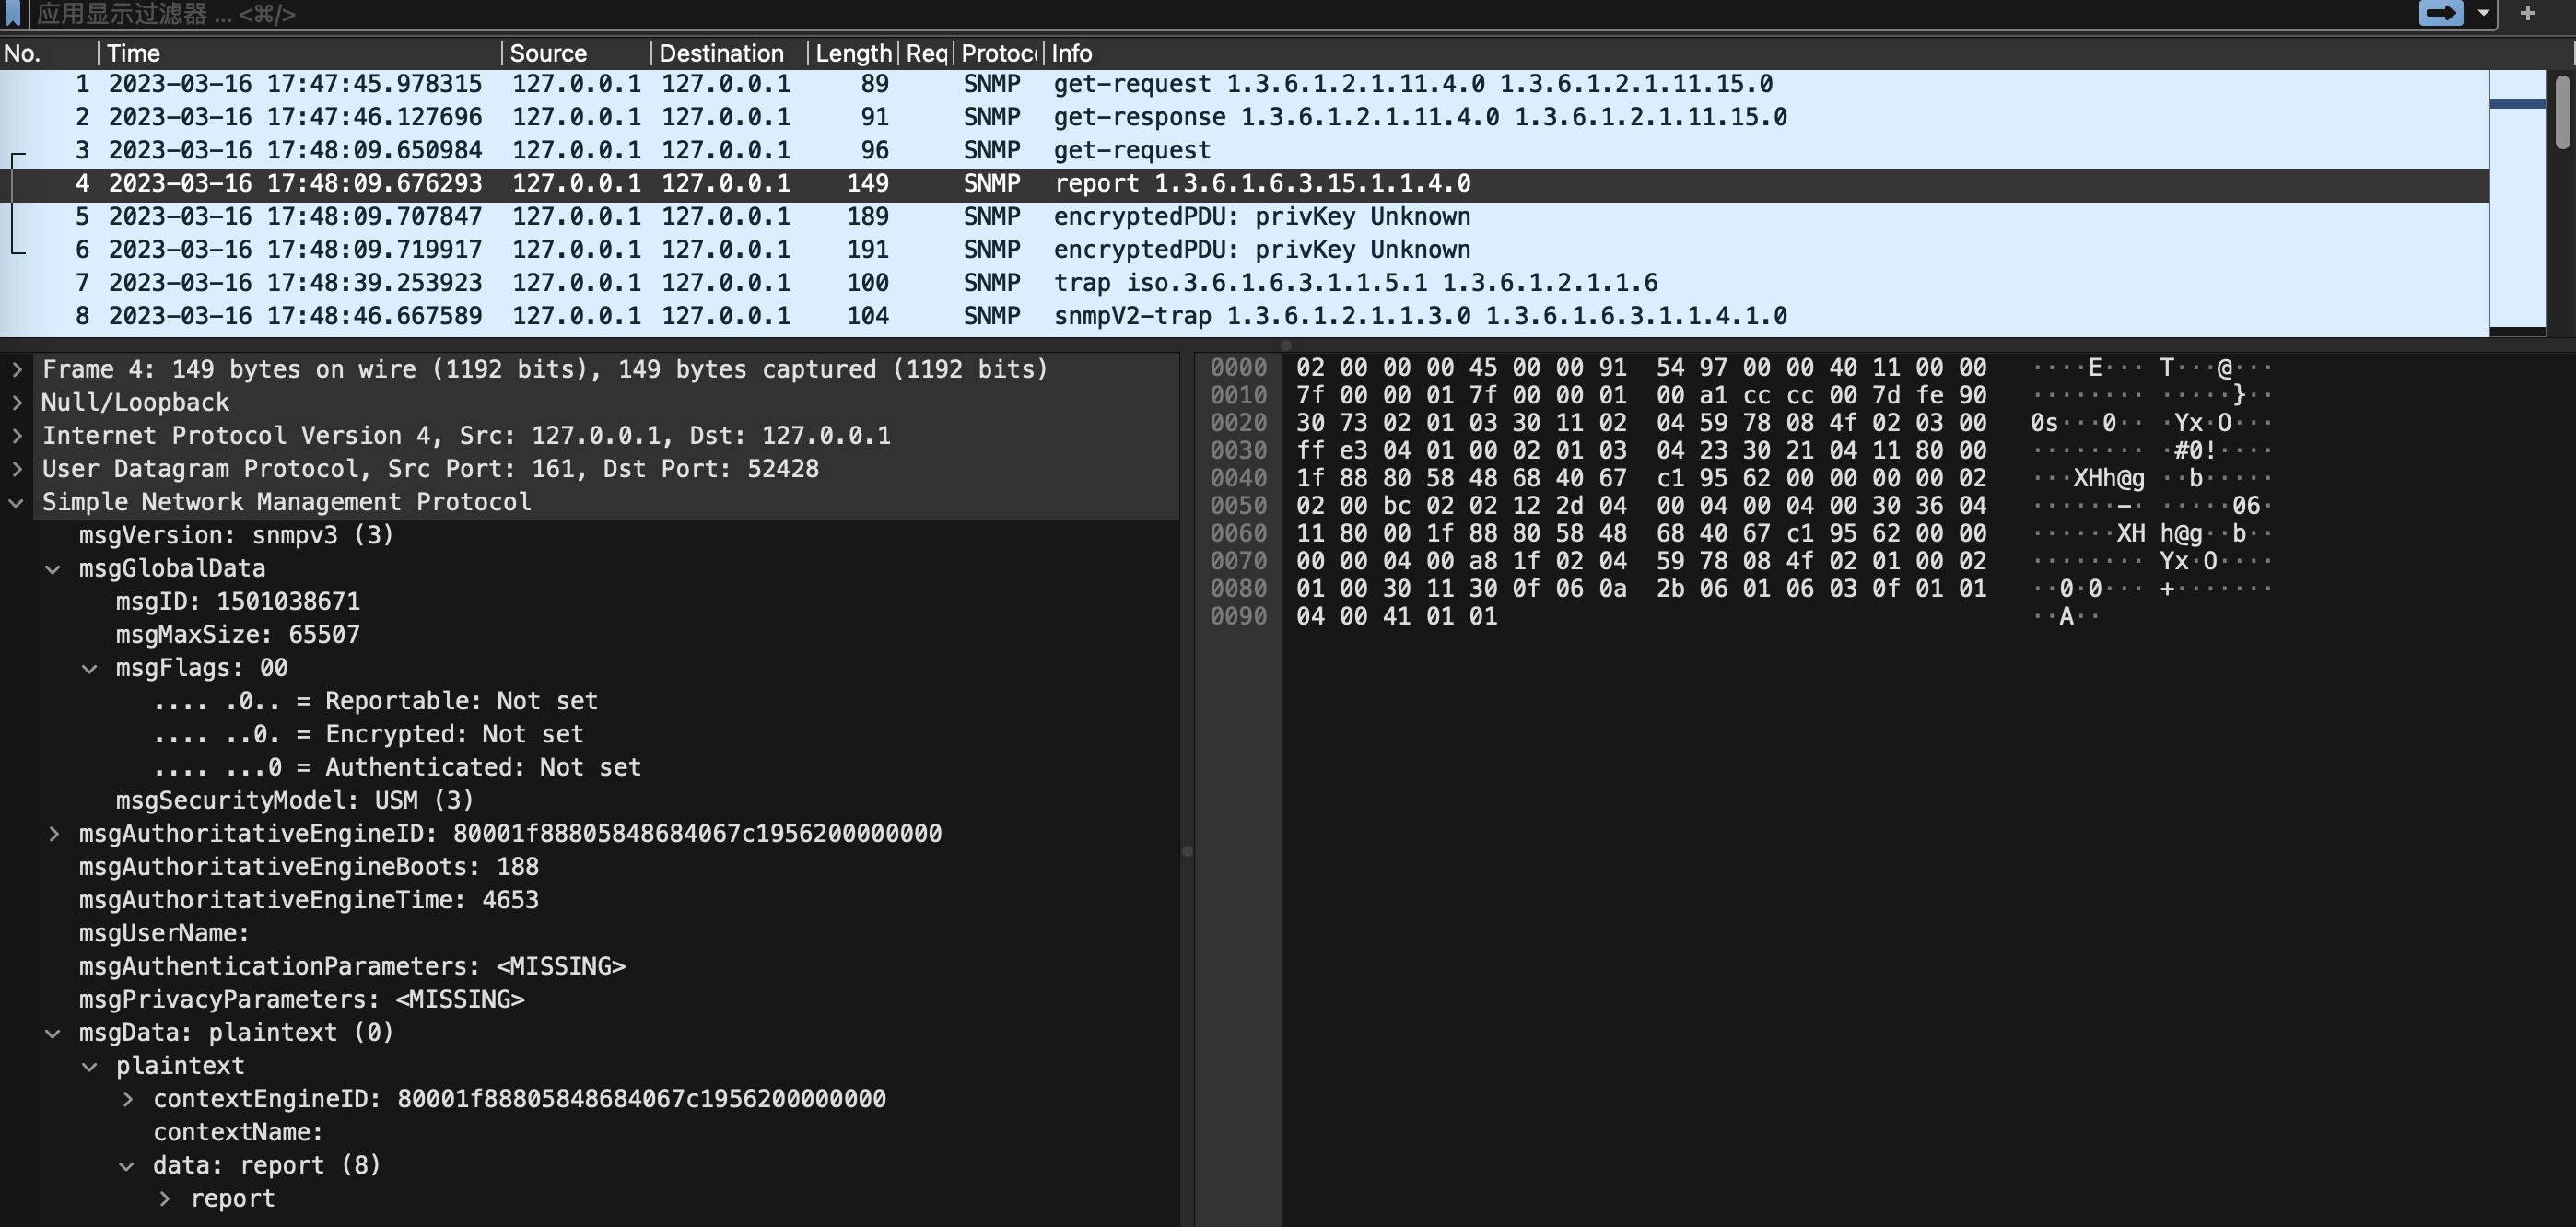 应用显示过滤器 ... <⌘/>
No. Time Source Destination Length Req Protoc Info
1 2023-03-16 17:47:45.978315 127.0.0.1 127.0.0.1 89 SNMP get-request 1.3.6.1.2.1.11.4.0 1.3.6.1.2.1.11.15.0
2 2023-03-16 17:47:46.127696 127.0.0.1 127.0.0.1 91 SNMP get-response 1.3.6.1.2.1.11.4.0 1.3.6.1.2.1.11.15.0
3 2023-03-16 17:48:09.650984 127.0.0.1 127.0.0.1 96 SNMP get-request
4 2023-03-16 17:48:09.676293 127.0.0.1 127.0.0.1 149 SNMP report 1.3.6.1.6.3.15.1.1.4.0
5 2023-03-16 17:48:09.707847 127.0.0.1 127.0.0.1 189 SNMP encryptedPDU: privKey Unknown
6 2023-03-16 17:48:09.719917 127.0.0.1 127.0.0.1 191 SNMP encryptedPDU: privKey Unknown
7 2023-03-16 17:48:39.253923 127.0.0.1 127.0.0.1 100 SNMP trap iso.3.6.1.6.3.1.1.5.1 1.3.6.1.2.1.1.6
8 2023-03-16 17:48:46.667589 127.0.0.1 127.0.0.1 104 SNMP snmpV2-trap 1.3.6.1.2.1.1.3.0 1.3.6.1.6.3.1.1.4.1.0
Frame 4: 149 bytes on wire (1192 bits), 149 bytes captured (1192 bits)
Null/Loopback
Internet Protocol Version 4, Src: 127.0.0.1, Dst: 127.0.0.1
User Datagram Protocol, Src Port: 161, Dst Port: 52428
Simple Network Management Protocol
msgVersion: snmpv3 (3)
msgGlobalData
msgID: 1501038671
msgMaxSize: 65507
msgFlags: 00
.... .0.. = Reportable: Not set
.... ..0. = Encrypted: Not set
.... ...0 = Authenticated: Not set
msgSecurityModel: USM (3)
msgAuthoritativeEngineID: 80001f88805848684067c1956200000000
msgAuthoritativeEngineBoots: 188
msgAuthoritativeEngineTime: 4653
msgUserName:
msgAuthenticationParameters: <MISSING>
msgPrivacyParameters: <MISSING>
msgData: plaintext (0)
plaintext
contextEngineID: 80001f88805848684067c1956200000000
contextName:
data: report (8)
report
0000 02 00 00 00 45 00 00 91 54 97 00 00 40 11 00 00 ····E··· T···@···
0010 7f 00 00 01 7f 00 00 01 00 a1 cc cc 00 7d fe 90 ········ ·····}··
0020 30 73 02 01 03 30 11 02 04 59 78 08 4f 02 03 00 0s···0·· ·Yx·O···
0030 ff e3 04 01 00 02 01 03 04 23 30 21 04 11 80 00 ········ ·#0!····
0040 1f 88 80 58 48 68 40 67 c1 95 62 00 00 00 00 02 ···XHh@g ··b·····
0050 02 00 bc 02 02 12 2d 04 00 04 00 04 00 30 36 04 ······-· ·····06·
0060 11 80 00 1f 88 80 58 48 68 40 67 c1 95 62 00 00 ······XH h@g··b··
0070 00 00 04 00 a8 1f 02 04 59 78 08 4f 02 01 00 02 ········ Yx·O····
0080 01 00 30 11 30 0f 06 0a 2b 06 01 06 03 0f 01 01 ··0·0··· +·······
0090 04 00 41 01 01 ··A··